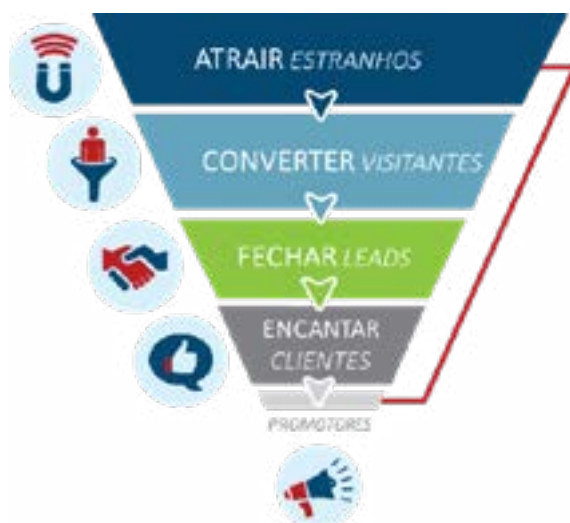 ATRAIR ESTRANHOS
CONVERTER VISITANTES
FECHAR LEADS
ENCANTAR
CLIENTES
PROMOTORES